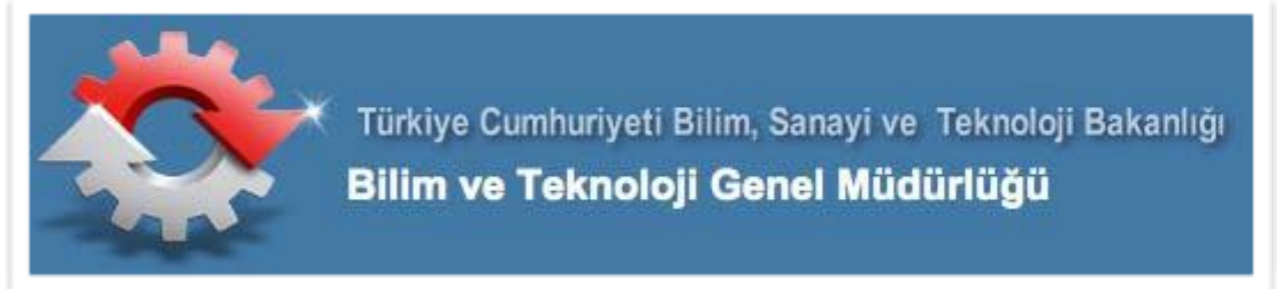 Türkiye Cumhuriyeti Bilim, Sanayi ve Teknoloji Bakanlığı
Bilim ve Teknoloji Genel Müdürlüğü